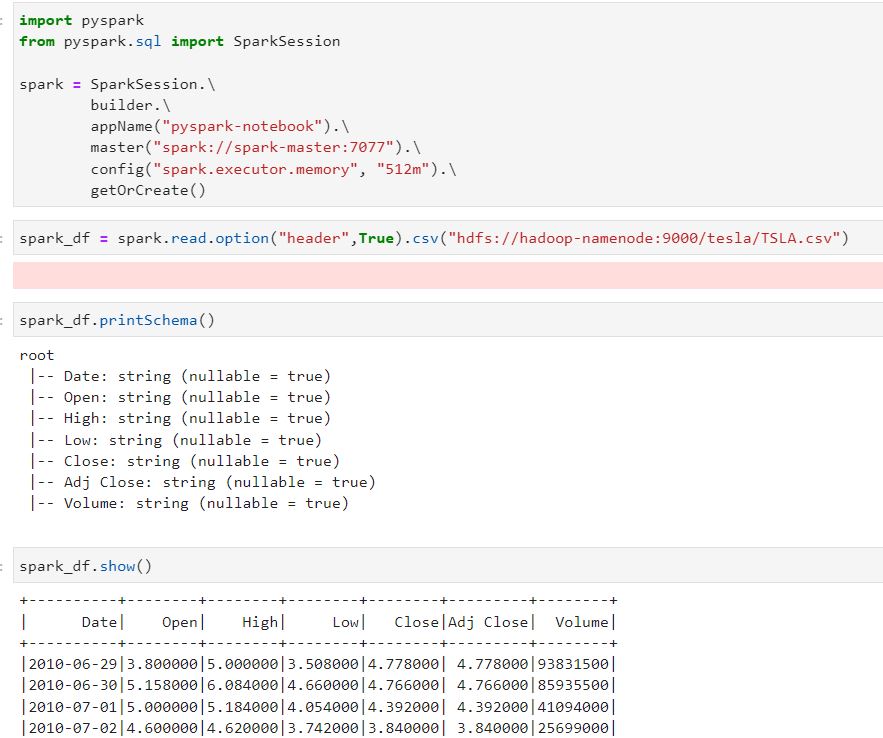 import pyspark
from pyspark.sql import SparkSession
spark = SparkSession.\
        builder.\
        appName("pyspark-notebook").\
        master("spark://spark-master:7077").\
        config("spark.executor.memory", "512m").\
        getOrCreate()
spark_df = spark.read.option("header",True).csv("hdfs://hadoop-namenode:9000/tesla/TSLA.csv")
spark_df.printSchema()
root
 |-- Date: string (nullable = true)
 |-- Open: string (nullable = true)
 |-- High: string (nullable = true)
 |-- Low: string (nullable = true)
 |-- Close: string (nullable = true)
 |-- Adj Close: string (nullable = true)
 |-- Volume: string (nullable = true)
spark_df.show()
+----------+--------+--------+--------+--------+---------+--------+
|      Date|    Open|    High|     Low|   Close|Adj Close|  Volume|
+----------+--------+--------+--------+--------+---------+--------+
|2010-06-29|3.800000|5.000000|3.508000|4.778000| 4.778000|93831500|
|2010-06-30|5.158000|6.084000|4.660000|4.766000| 4.766000|85935500|
|2010-07-01|5.000000|5.184000|4.054000|4.392000| 4.392000|41094000|
|2010-07-02|4.600000|4.620000|3.742000|3.840000| 3.840000|25699000|